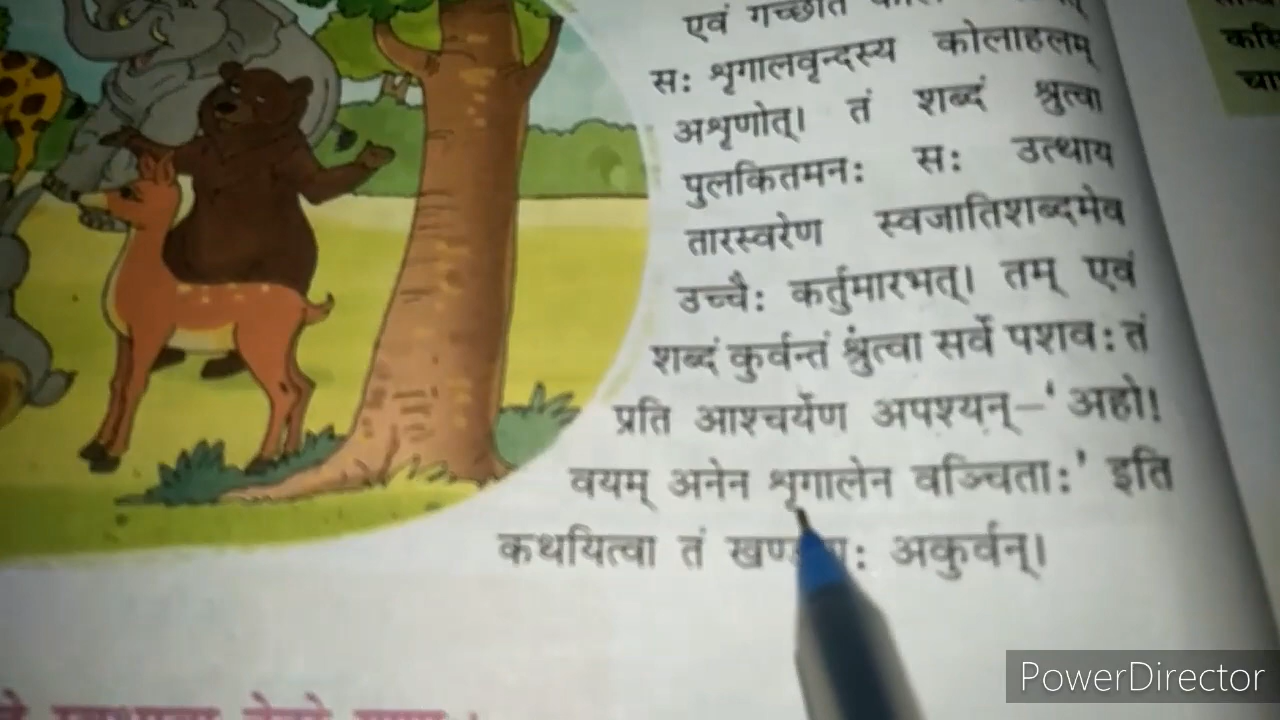 एवं
सः शृगालवृन्दस्य कोलाहलम्
अशृणोत्। तं शब्दं श्रुत्वा
पुलकितमनः सः उत्थाय
तारस्वरेण स्वजातिशब्दमेव
उच्चैः कर्तुमारभत्। तम् एवं
शब्दं कुर्वन्तं श्रुंत्वा सर्वे पशवः तं
प्रति आश्चर्येण अपश्यन्–'अहो!
वयम् अनेन शृगालेन वञ्चिताः' इति
कथयित्वा तं अकुर्वन्।
PowerDirector